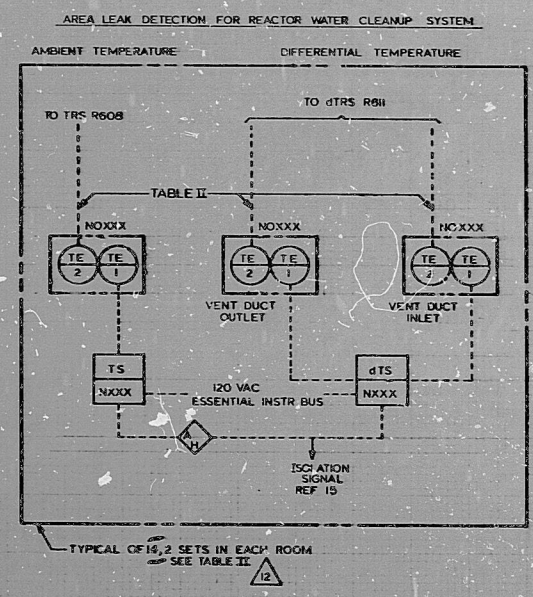 AREA LEAK DETECTION FOR REACTOR WATER CLEANUP SYSTEM
AMBIENT TEMPERATURE
DIFFERENTIAL TEMPERATURE
TO TRS R608
TO dTRS R611
TABLE II
NOXXX
NOXXX
NOXXX
TE
2
TE
1
TE
2
TE
1
TE
2
TE
1
VENT DUCT
OUTLET
VENT DUCT
INLET
TS
NXXX
120 VAC
ESSENTIAL INSTR BUS
dTS
NXXX
A
H
ISOLATION
SIGNAL
REF 15
TYPICAL OF 14, 2 SETS IN EACH ROOM
SEE TABLE II
12